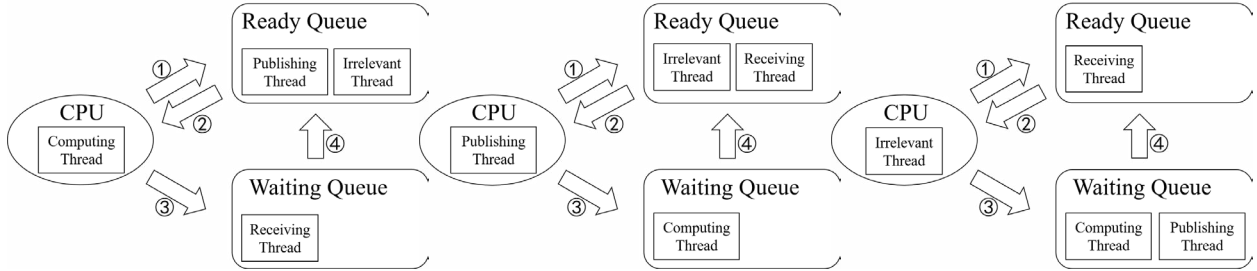 Ready Queue
Publishing
Thread
Irrelevant
Thread
①
②
CPU
Computing
Thread
④
③
Waiting Queue
Receiving
Thread
Ready Queue
Irrelevant
Thread
Receiving
Thread
①
②
CPU
Publishing
Thread
④
③
Waiting Queue
Computing
Thread
Ready Queue
Receiving
Thread
①
②
CPU
Irrelevant
Thread
④
③
Waiting Queue
Computing
Thread
Publishing
Thread